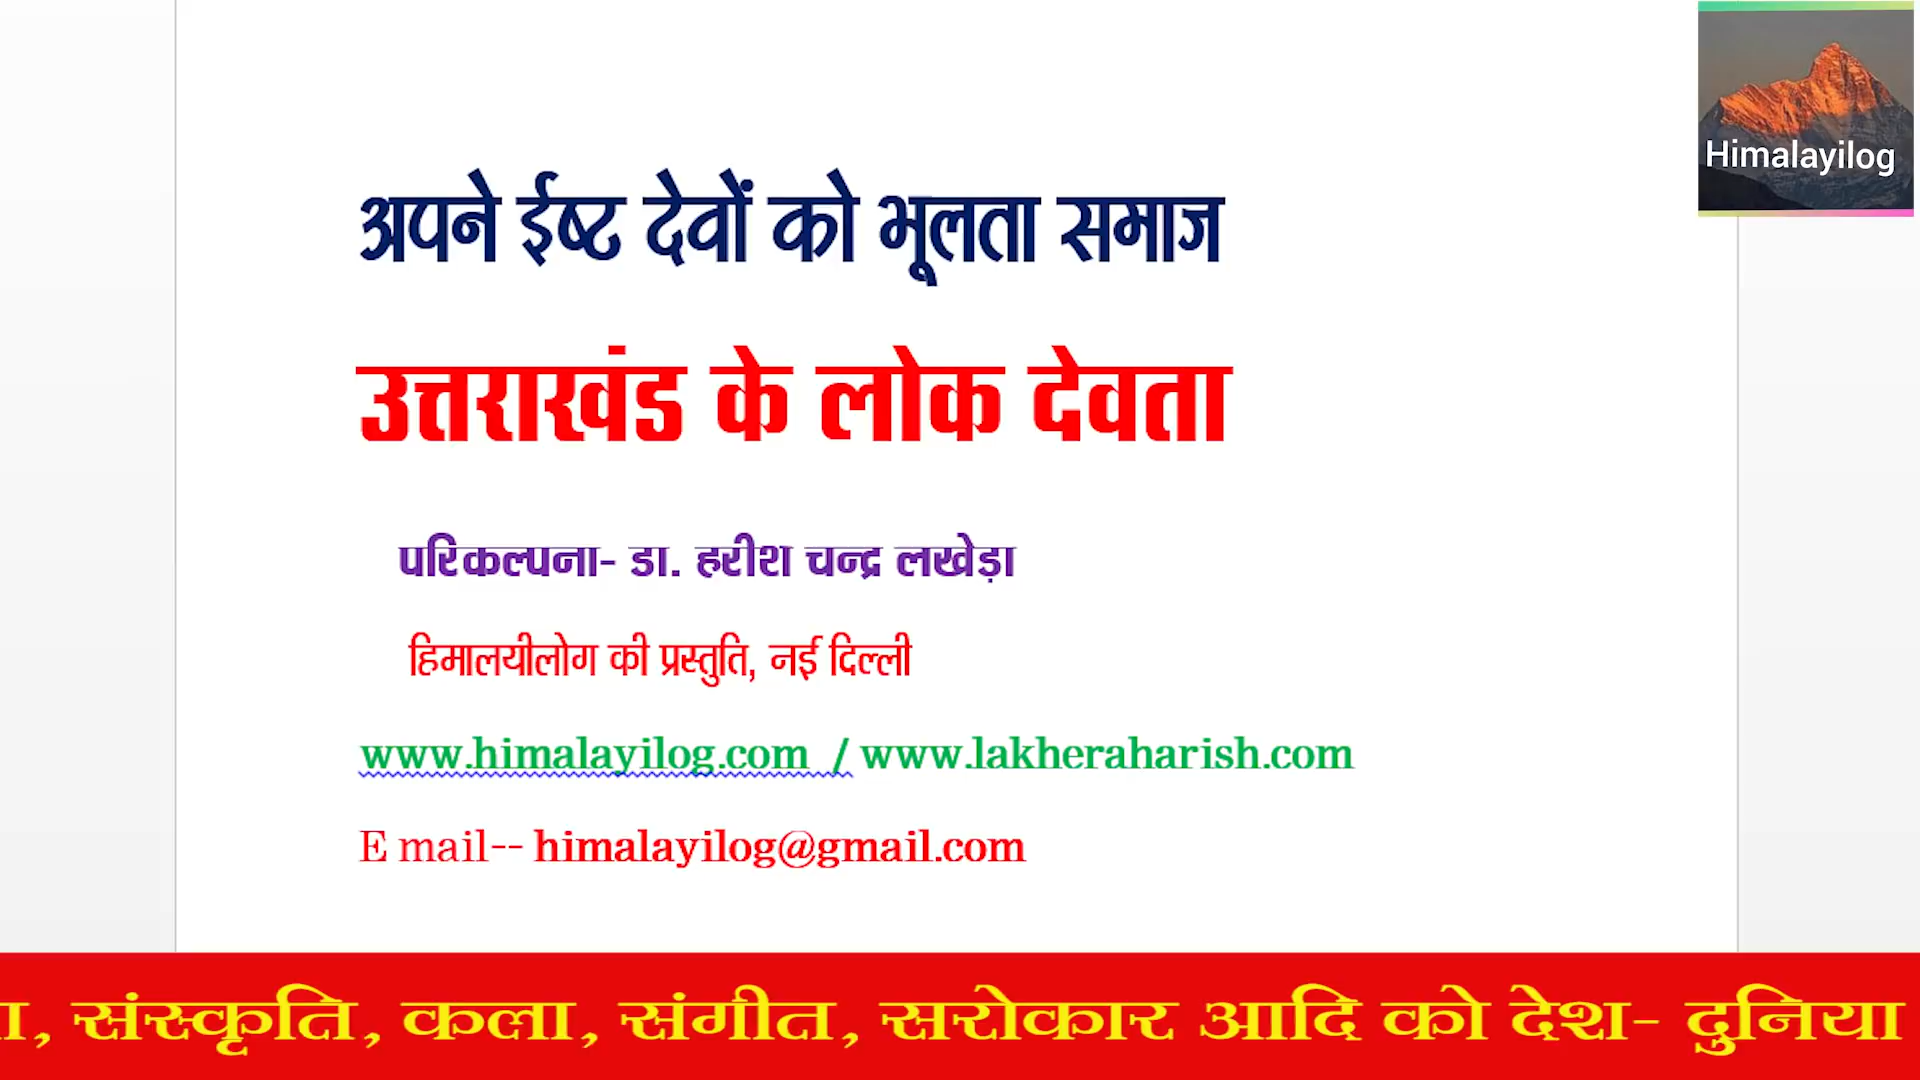 Himalayilog
अपने ईष्ट देवों को भूलता समाज
उत्तराखंड के लोक देवता
परिकल्पना- डा. हरीश चन्द्र लखेड़ा
हिमालयीलोग की प्रस्तुति, नई दिल्ली
www.himalayilog.com / www.lakheraharish.com
E mail-- himalayilog@gmail.com
, संस्कृति, कला, संगीत, सरोकार आदि को देश- दुनिया